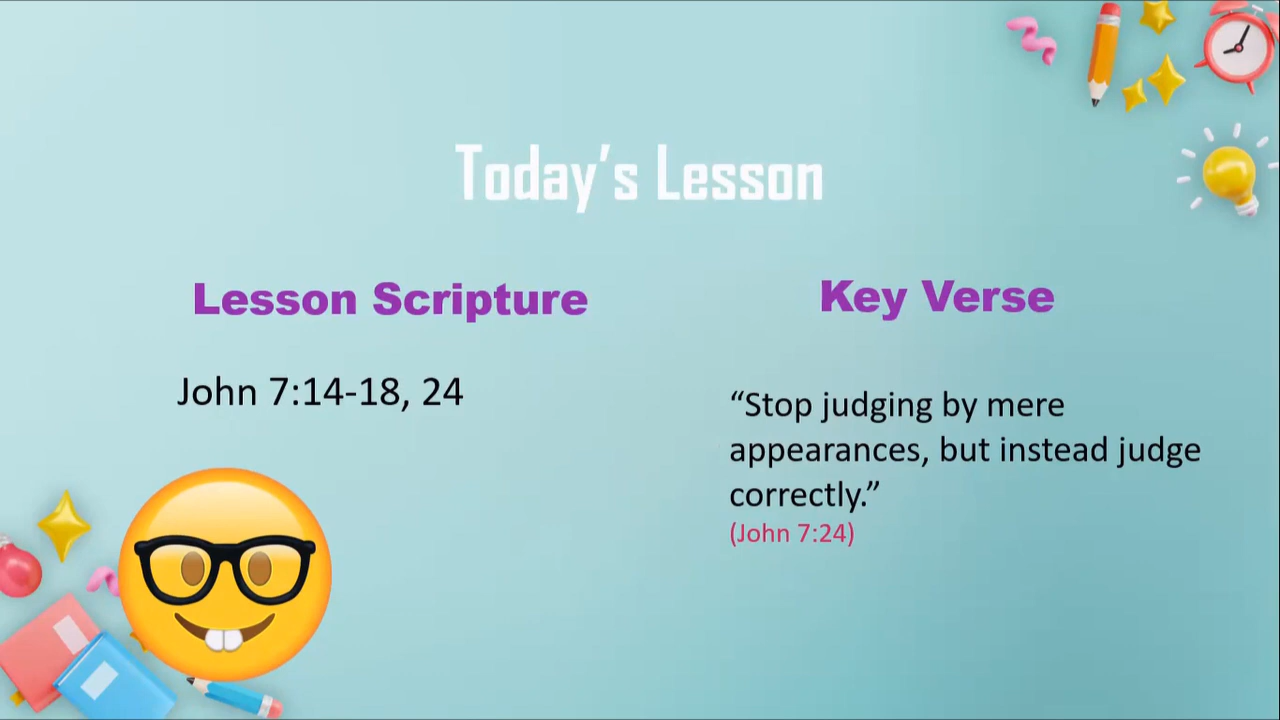 Today’s Lesson
Lesson Scripture
John 7:14-18, 24
Key Verse
“Stop judging by mere
appearances, but instead judge
correctly.”
(John 7:24)